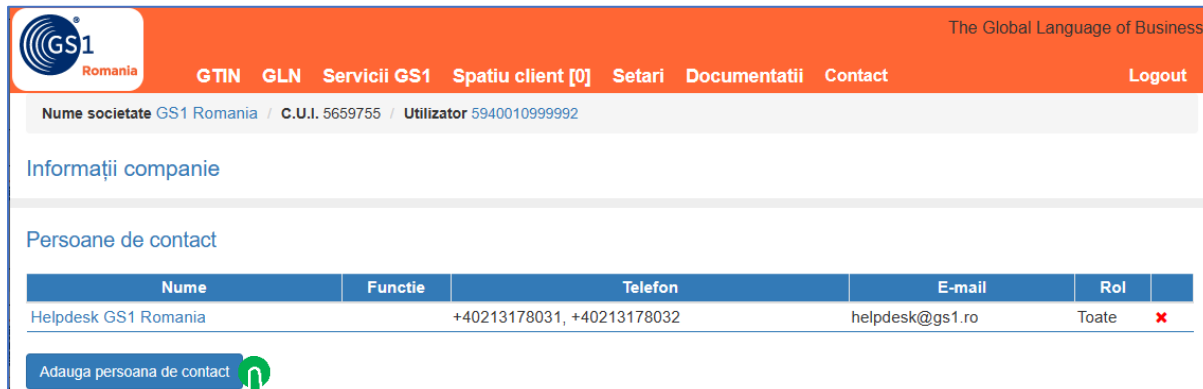 The Global Language of Business
GS1
Romania
GTIN GLN Servicii GS1 Spatiu client [0] Setari Documentatii Contact Logout
Nume societate GS1 Romania / C.U.I. 5659755 / Utilizator 5940010999992
Informații companie
Persoane de contact
Nume Functie Telefon E-mail Rol
Helpdesk GS1 Romania +40213178031, +40213178032 helpdesk@gs1.ro Toate
Adauga persoana de contact